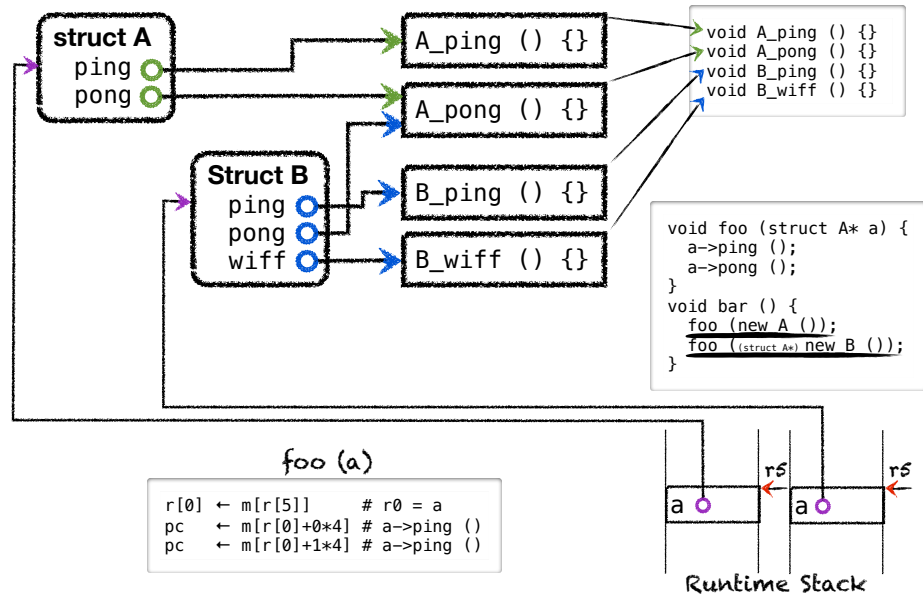 struct A
ping
pong
A_ping () {}
A_pong () {}
void A_ping () {}
void A_pong () {}
void B_ping () {}
void B_wiff () {}
Struct B
ping
pong
wiff
B_ping () {}
B_wiff () {}
void foo (struct A* a) {
a->ping ();
a->pong ();
}
void bar () {
foo (new A ());
foo ((struct A*) new B ());
}
foo (a)
r[0] ← m[r[5]] # r0 = a
pc ← m[r[0]+0*4] # a->ping ()
pc ← m[r[0]+1*4] # a->ping ()
r5
r5
a
a
Runtime Stack